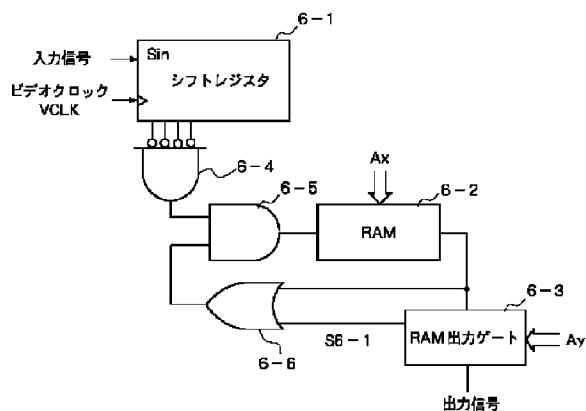 6-1
入力信号
Sin
シフトレジスタ
ビデオクロック
VCLK
6-4
6-5
Ax
6-2
RAM
6-3
S6-1
RAM出力ゲート
Ay
6-6
出力信号